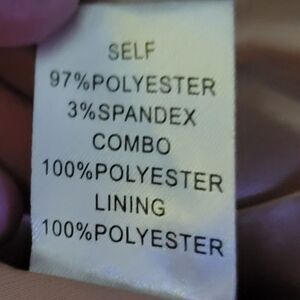 SELF
97%POLYESTER
3%SPANDEX
COMBO
100%POLYESTER
LINING
100%POLYESTER